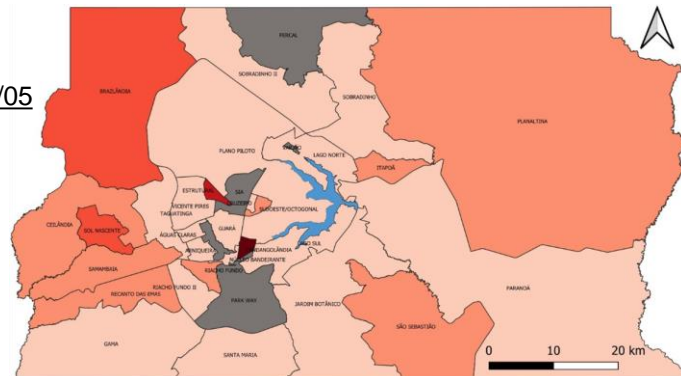 /05
FERCAL
SOBRADINHO II
BRAZLÂNDIA
SOBRADINHO
PLANALTINA
PLANO PILOTO
VARJÃO
LAGO NORTE
ITAPOÃ
ESTRUTURAL
SIA
CRUZEIRO
VICENTE PIRES
SUDOESTE/OCTOGONAL
TAGUATINGA
CEILÂNDIA
SOL NASCENTE
GUARÁ
ÁGUAS CLARAS
LAGO SUL
CANDANGOLÂNDIA
ARNIQUEIRA
NÚCLEO BANDEIRANTE
SAMAMBAIA
RIACHO FUNDO
RECANTO DAS EMAS
RIACHO FUNDO II
PARK WAY
PARANOÁ
JARDIM BOTÂNICO
SÃO SEBASTIÃO
GAMA
SANTA MARIA
0 10 20 km